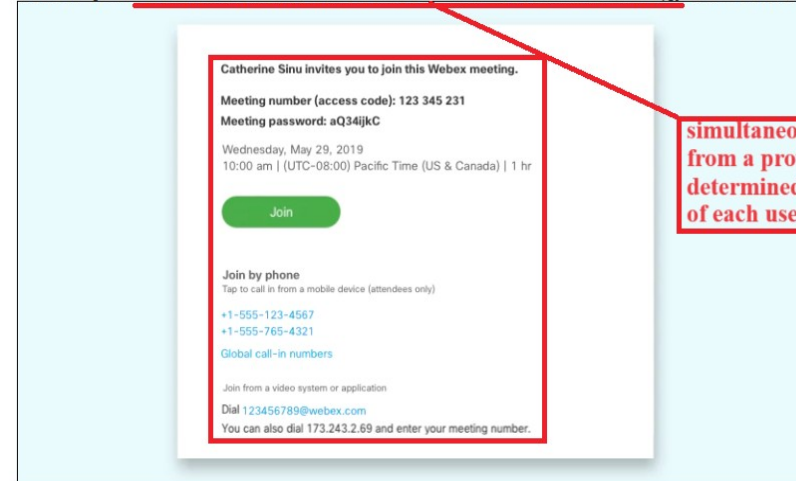 Catherine Sinu invites you to join this Webex meeting.
Meeting number (access code): 123 345 231
Meeting password: aQ34ijkC
Wednesday, May 29, 2019
10:00 am | (UTC-08:00) Pacific Time (US & Canada) | 1 hr
Join
Join by phone
Tap to call in from a mobile device (attendees only)
+1-555-123-4567
+1-555-765-4321
Global call-in numbers
Join from a video system or application
Dial 123456789@webex.com
You can also dial 173.243.2.69 and enter your meeting number.
from a
of each